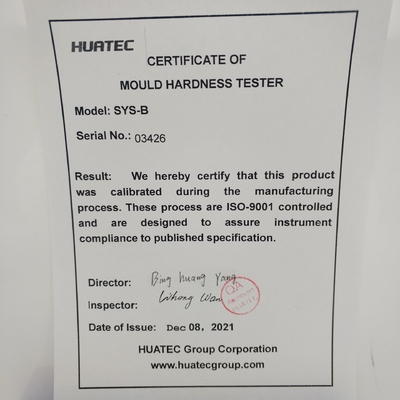 HUATEC
CERTIFICATE OF
MOULD HARDNESS TESTER
Model: SYS-B
Serial No.: 03426
Result: We hereby certify that this product
was calibrated during the manufacturing
process. These process are ISO-9001 controlled
and are designed to assure instrument
compliance to published specification.
Director: Bing Huang Yang
Inspector:
QA
Date of Issue: Dec 08, 2021
HUATEC Group Corporation
www.huatecgroup.com